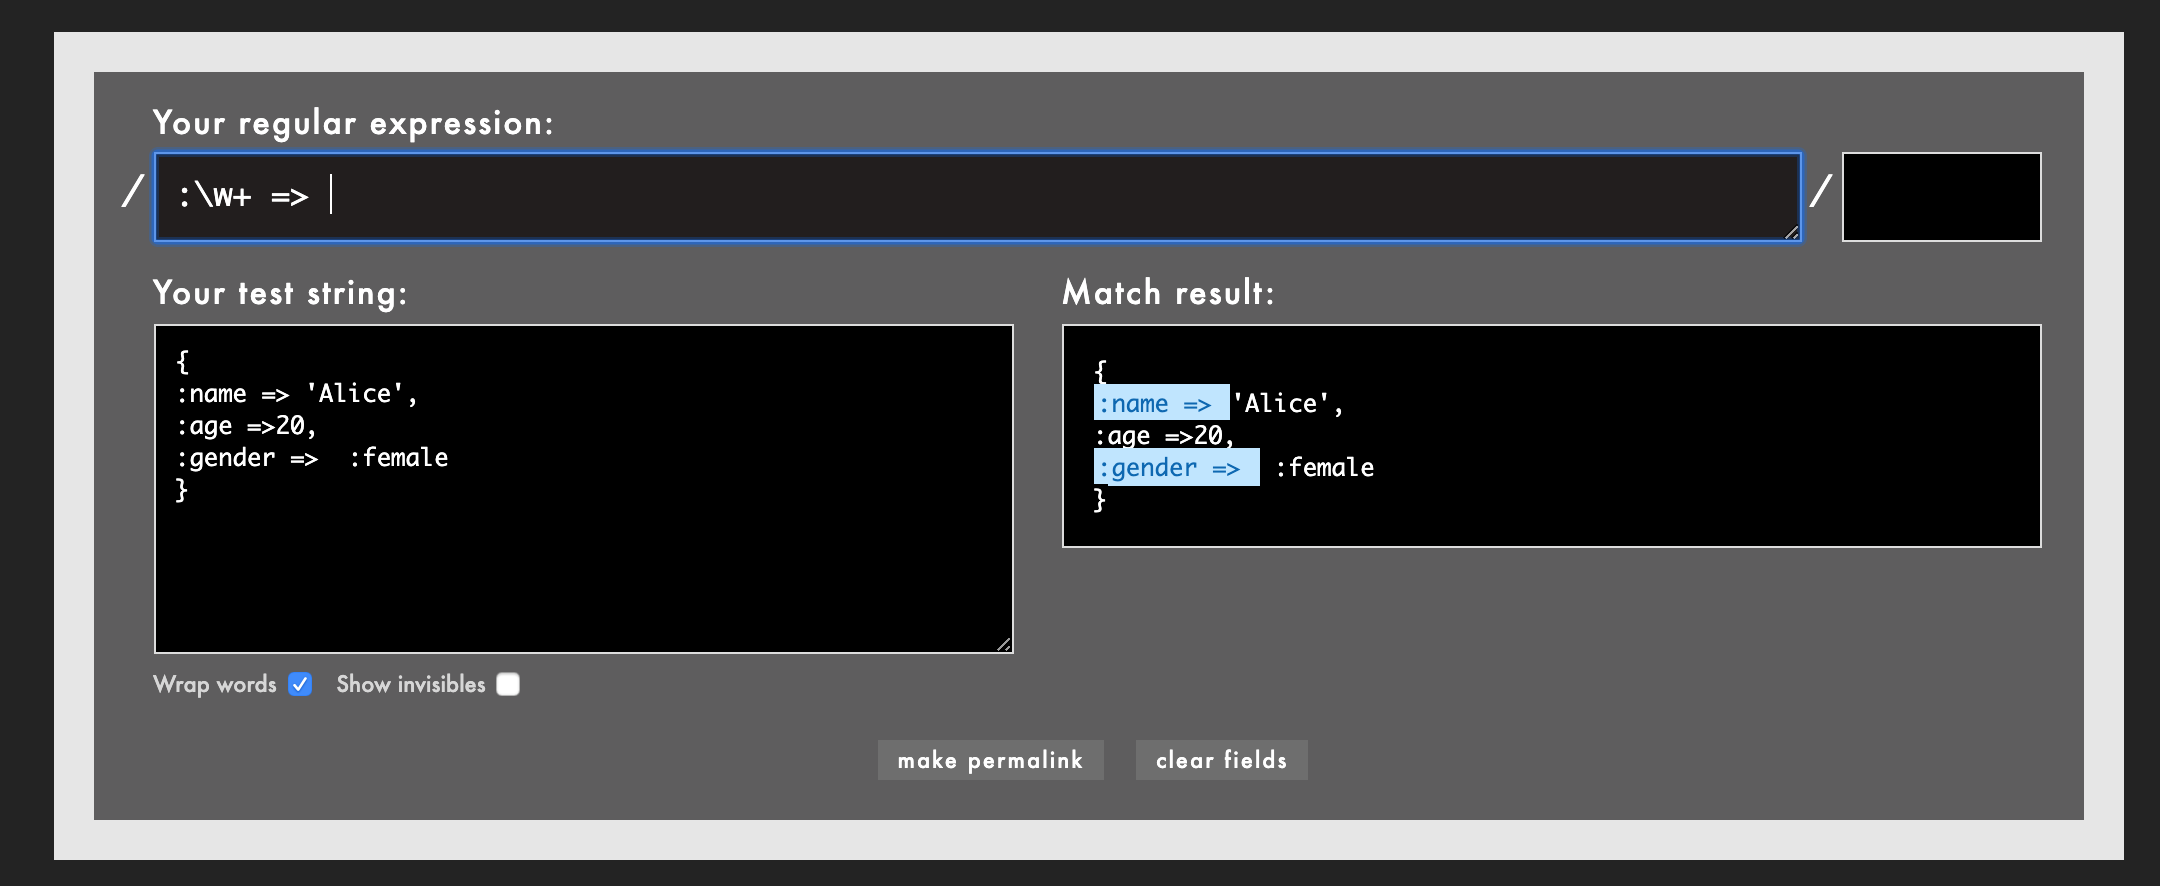 Your regular expression:
/ :\w+ => /
Your test string:
{
:name => 'Alice',
:age =>20,
:gender =>  :female
}
Wrap words Show invisibles
Match result:
{
:name => 'Alice',
:age =>20,
:gender =>  :female
}
make permalink clear fields